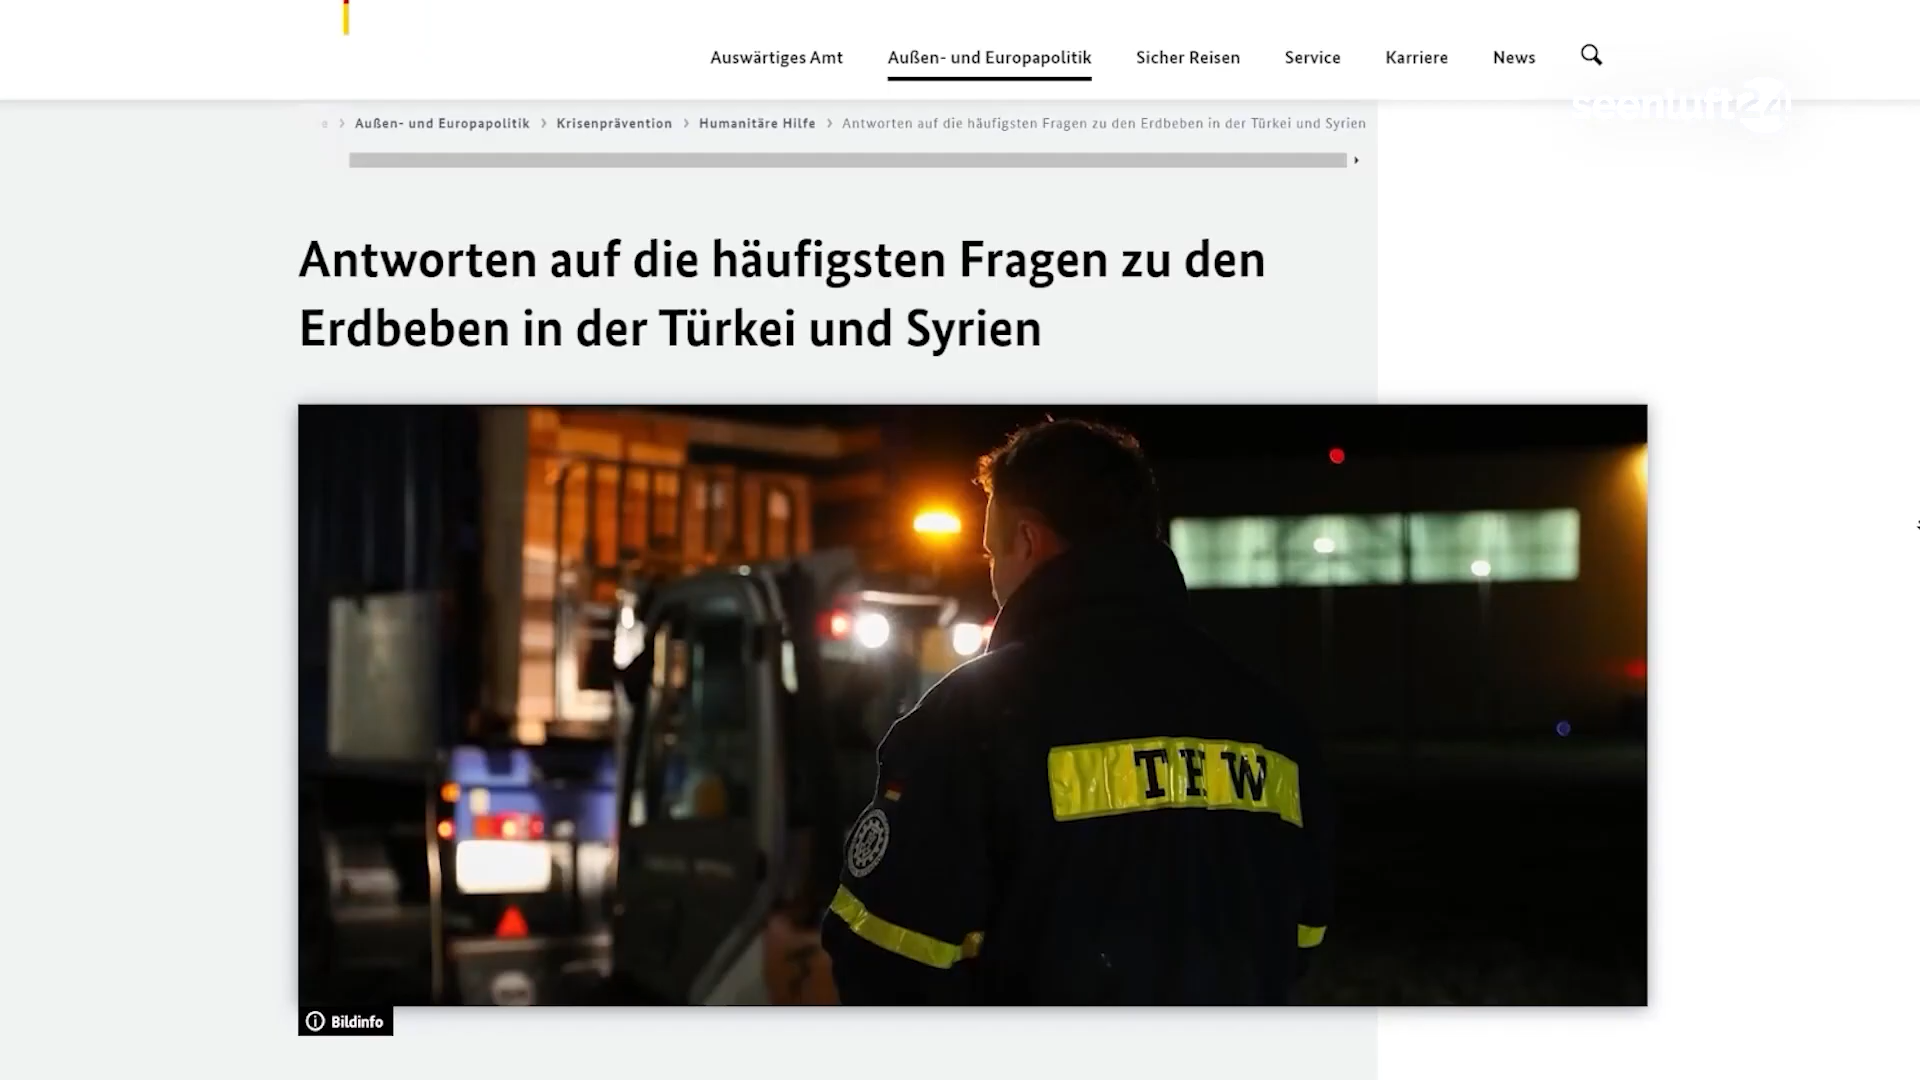 Auswärtiges Amt Außen- und Europapolitik Sicher Reisen Service Karriere News
seenluft24
e > Außen- und Europapolitik > Krisenprävention > Humanitäre Hilfe > Antworten auf die häufigsten Fragen zu den Erdbeben in der Türkei und Syrien
Antworten auf die häufigsten Fragen zu den
Erdbeben in der Türkei und Syrien
THW
Bildinfo